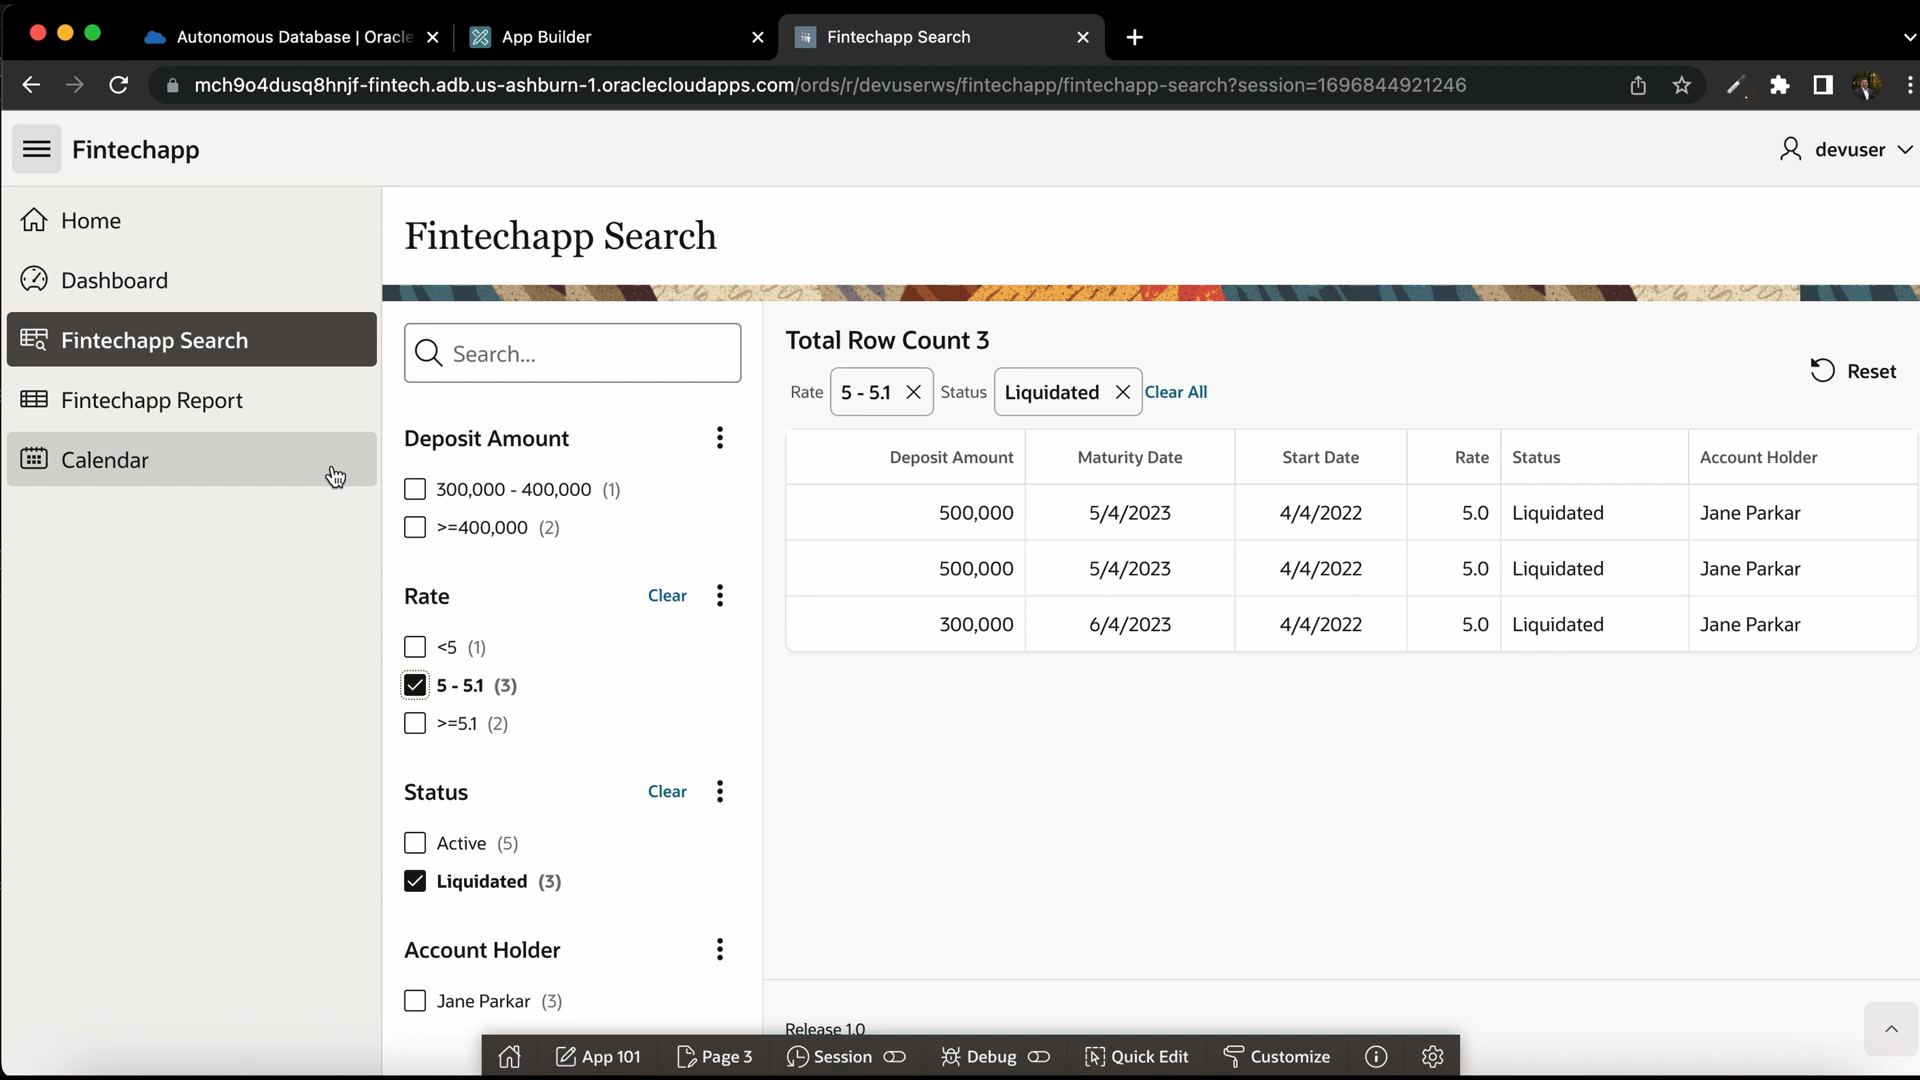 Autonomous Database | Oracle
App Builder
Fintechapp Search
mch9o4dusq8hnjf-fintech.adb.us-ashburn-1.oraclecloudapps.com/ords/r/devuserws/fintechapp/fintechapp-search?session=1696844921246
Fintechapp
devuser
Home
Dashboard
Fintechapp Search
Fintechapp Report
Calendar
Fintechapp Search
Search...
Deposit Amount
300,000 - 400,000 (1)
>=400,000 (2)
Rate Clear
<5 (1)
5 - 5.1 (3)
>=5.1 (2)
Status Clear
Active (5)
Liquidated (3)
Account Holder
Jane Parkar (3)
Total Row Count 3
Reset
Rate 5 - 5.1 Status Liquidated Clear All
Deposit Amount Maturity Date Start Date Rate Status Account Holder
500,000 5/4/2023 4/4/2022 5.0 Liquidated Jane Parkar
500,000 5/4/2023 4/4/2022 5.0 Liquidated Jane Parkar
300,000 6/4/2023 4/4/2022 5.0 Liquidated Jane Parkar
Release 1.0
App 101 Page 3 Session Debug Quick Edit Customize